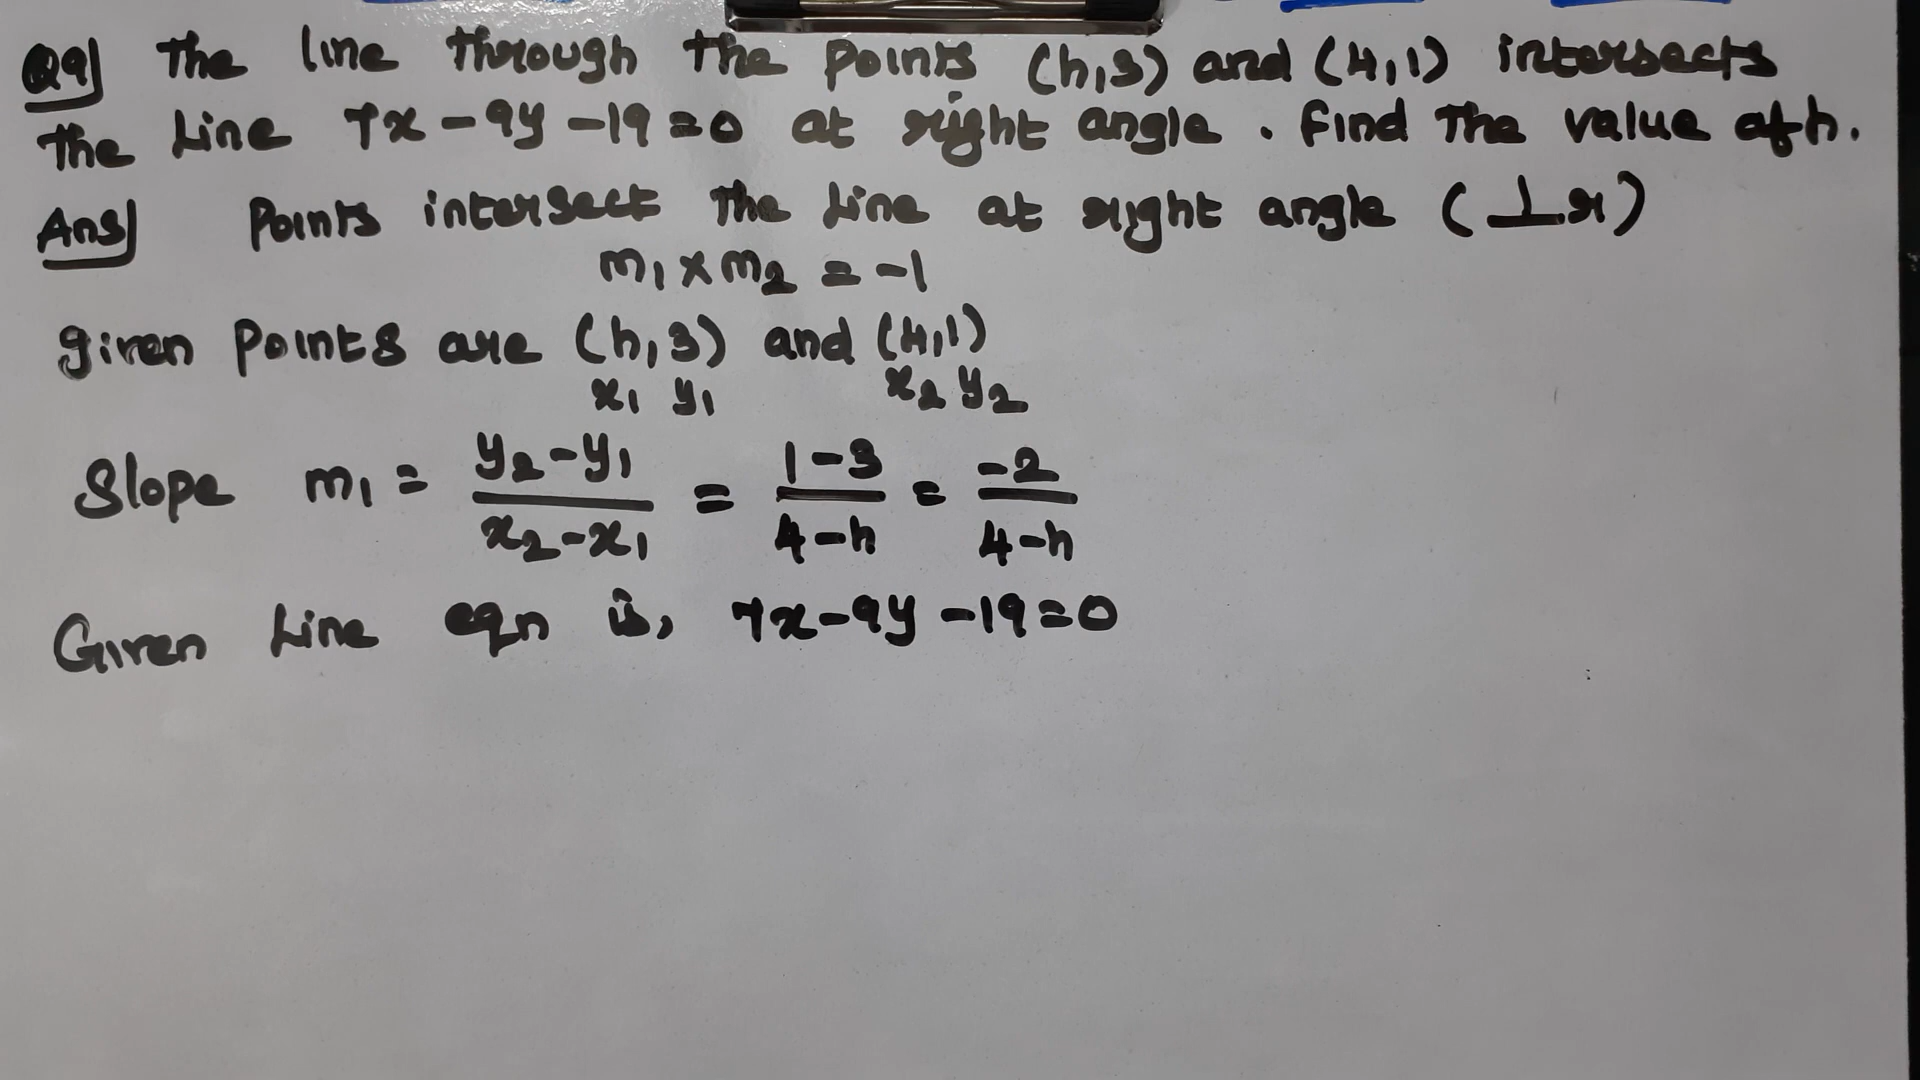 Q9) The line through the points (h,3) and (4,1) intersects
the Line 7x-9y-19=0 at right angle. Find the value of h.
Ans) Points intersect the line at right angle (⊥r)
m₁ x m₂ = -1
given points are (h,3) and (4,1)
x₁ y₁ x₂ y₂
Slope m₁ = y₂-y₁ / x₂-x₁ = 1-3 / 4-h = -2 / 4-h
Given Line eqn is, 7x-9y-19=0